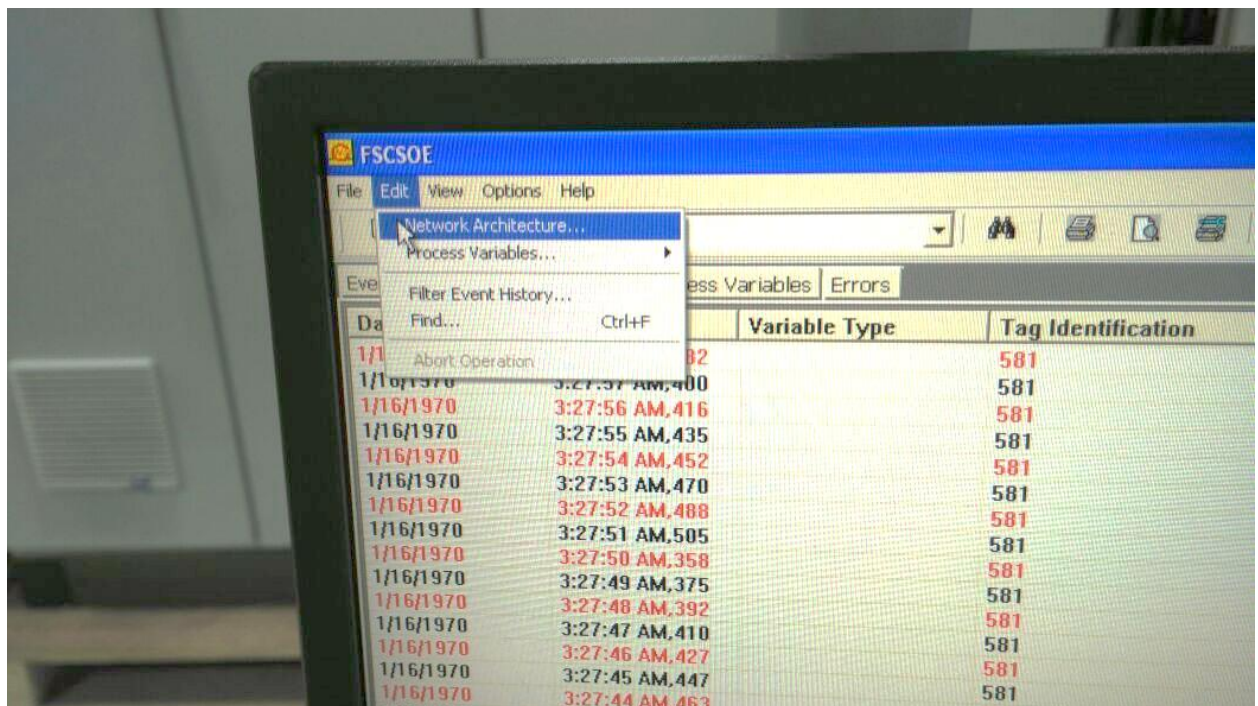 FSCSOE
File Edit View Options Help
Network Architecture...
Process Variables...
Filter Event History...
Find... Ctrl+F
Abort Operation
Variables Errors
Variable Type Tag Identification
581
581
1/16/1970 3:27:56 AM,416 581
1/16/1970 3:27:55 AM,435 581
1/16/1970 3:27:54 AM,452 581
1/16/1970 3:27:53 AM,470 581
1/16/1970 3:27:52 AM,488 581
1/16/1970 3:27:51 AM,505 581
1/16/1970 3:27:50 AM,358 581
1/16/1970 3:27:49 AM,375 581
1/16/1970 3:27:48 AM,392 581
1/16/1970 3:27:47 AM,410 581
1/16/1970 3:27:46 AM,427 581
1/16/1970 3:27:45 AM,447 581
1/16/1970 3:27:44 AM,463